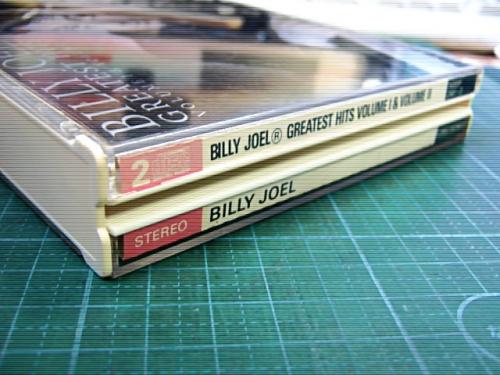 BILLY JOEL
GREATEST
VOLUME
2 BILLY JOEL® GREATEST HITS VOLUME I & VOLUME II
STEREO BILLY JOEL